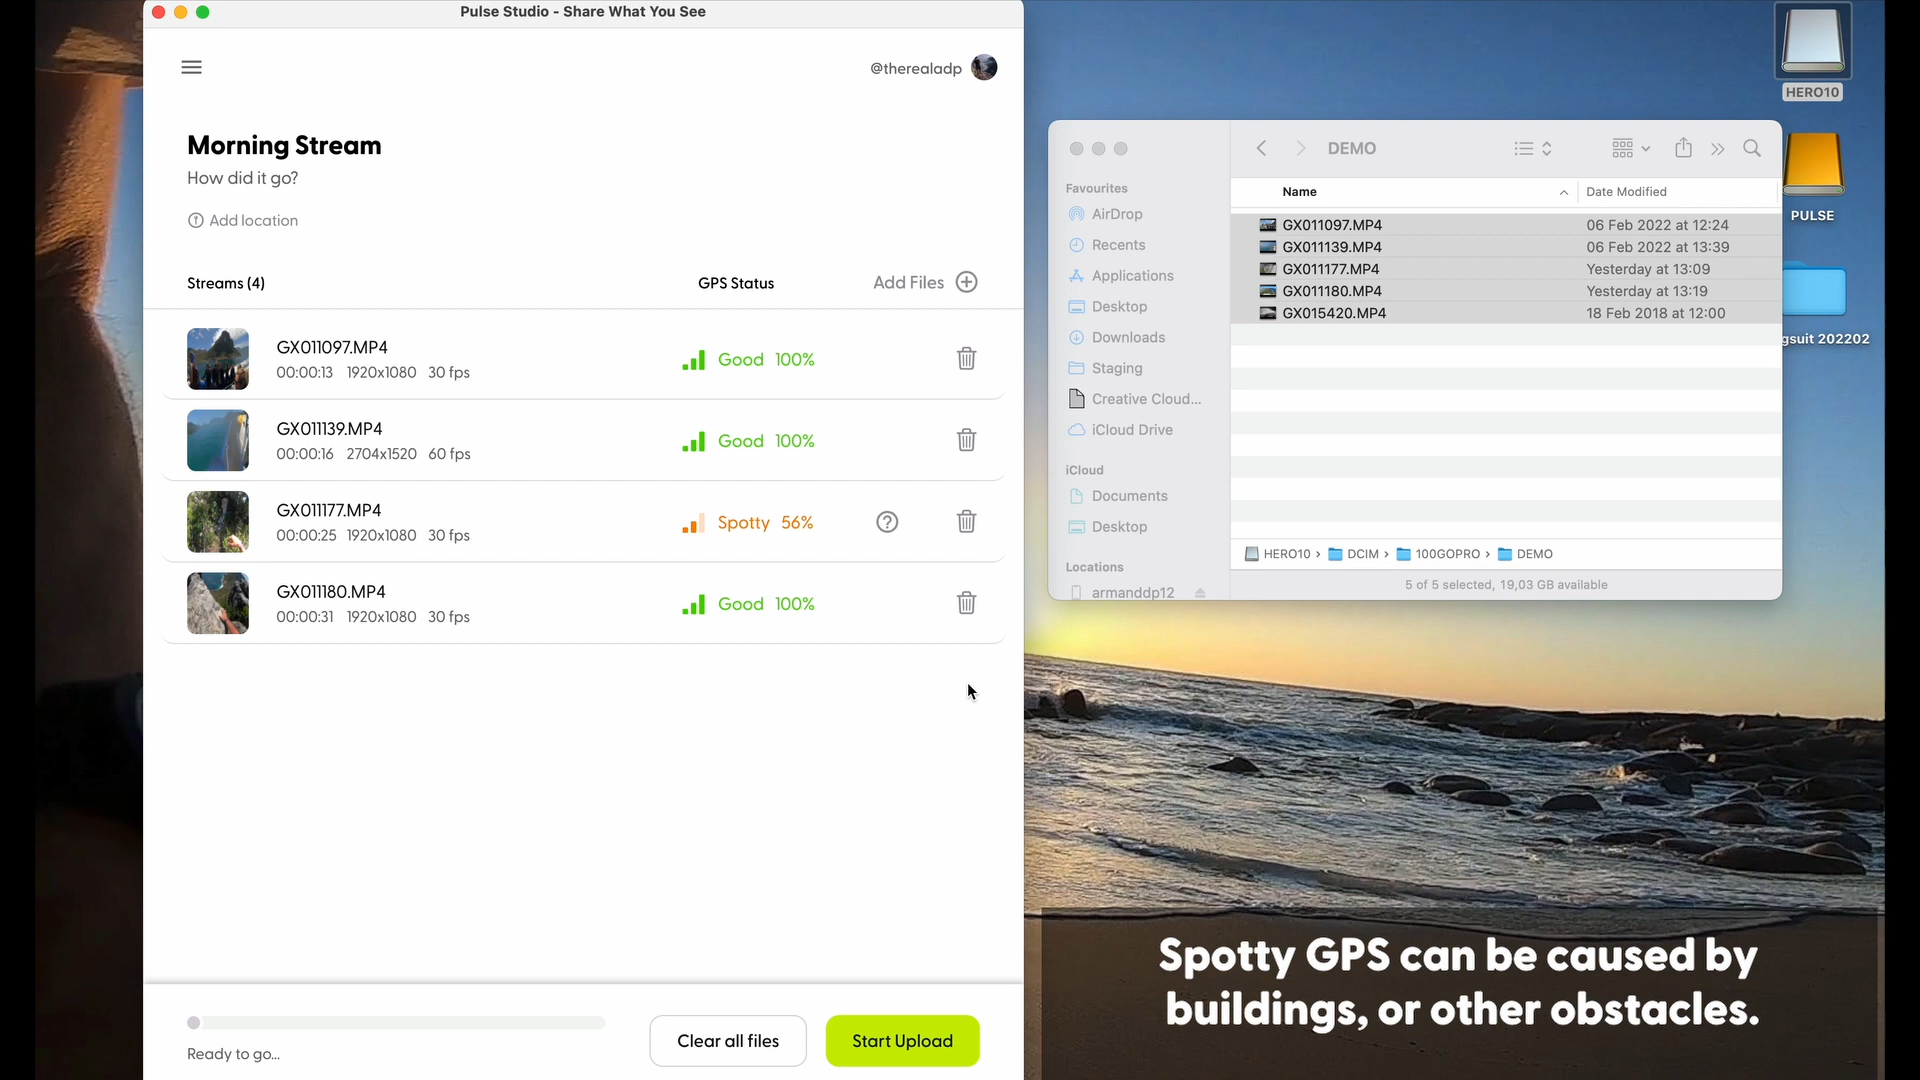 Pulse Studio - Share What You See
@therealadp
Morning Stream
How did it go?
Add location
Streams (4)
GPS Status
Add Files
GX011097.MP4
00:00:13 1920x1080 30 fps
Good 100%
GX011139.MP4
00:00:16 2704x1520 60 fps
Good 100%
GX011177.MP4
00:00:25 1920x1080 30 fps
Spotty 56%
GX011180.MP4
00:00:31 1920x1080 30 fps
Good 100%
Ready to go...
Clear all files
Start Upload
DEMO
Favourites
AirDrop
Recents
Applications
Desktop
Downloads
Staging
Creative Cloud...
iCloud Drive
iCloud
Documents
Desktop
Locations
armanddp12
Name
Date Modified
GX011097.MP4 06 Feb 2022 at 12:24
GX011139.MP4 06 Feb 2022 at 13:39
GX011177.MP4 Yesterday at 13:09
GX011180.MP4 Yesterday at 13:19
GX015420.MP4 18 Feb 2018 at 12:00
HERO10 › DCIM › 100GOPRO › DEMO
5 of 5 selected, 19,03 GB available
HERO10
PULSE
gsuit 202202
Spotty GPS can be caused by
buildings, or other obstacles.